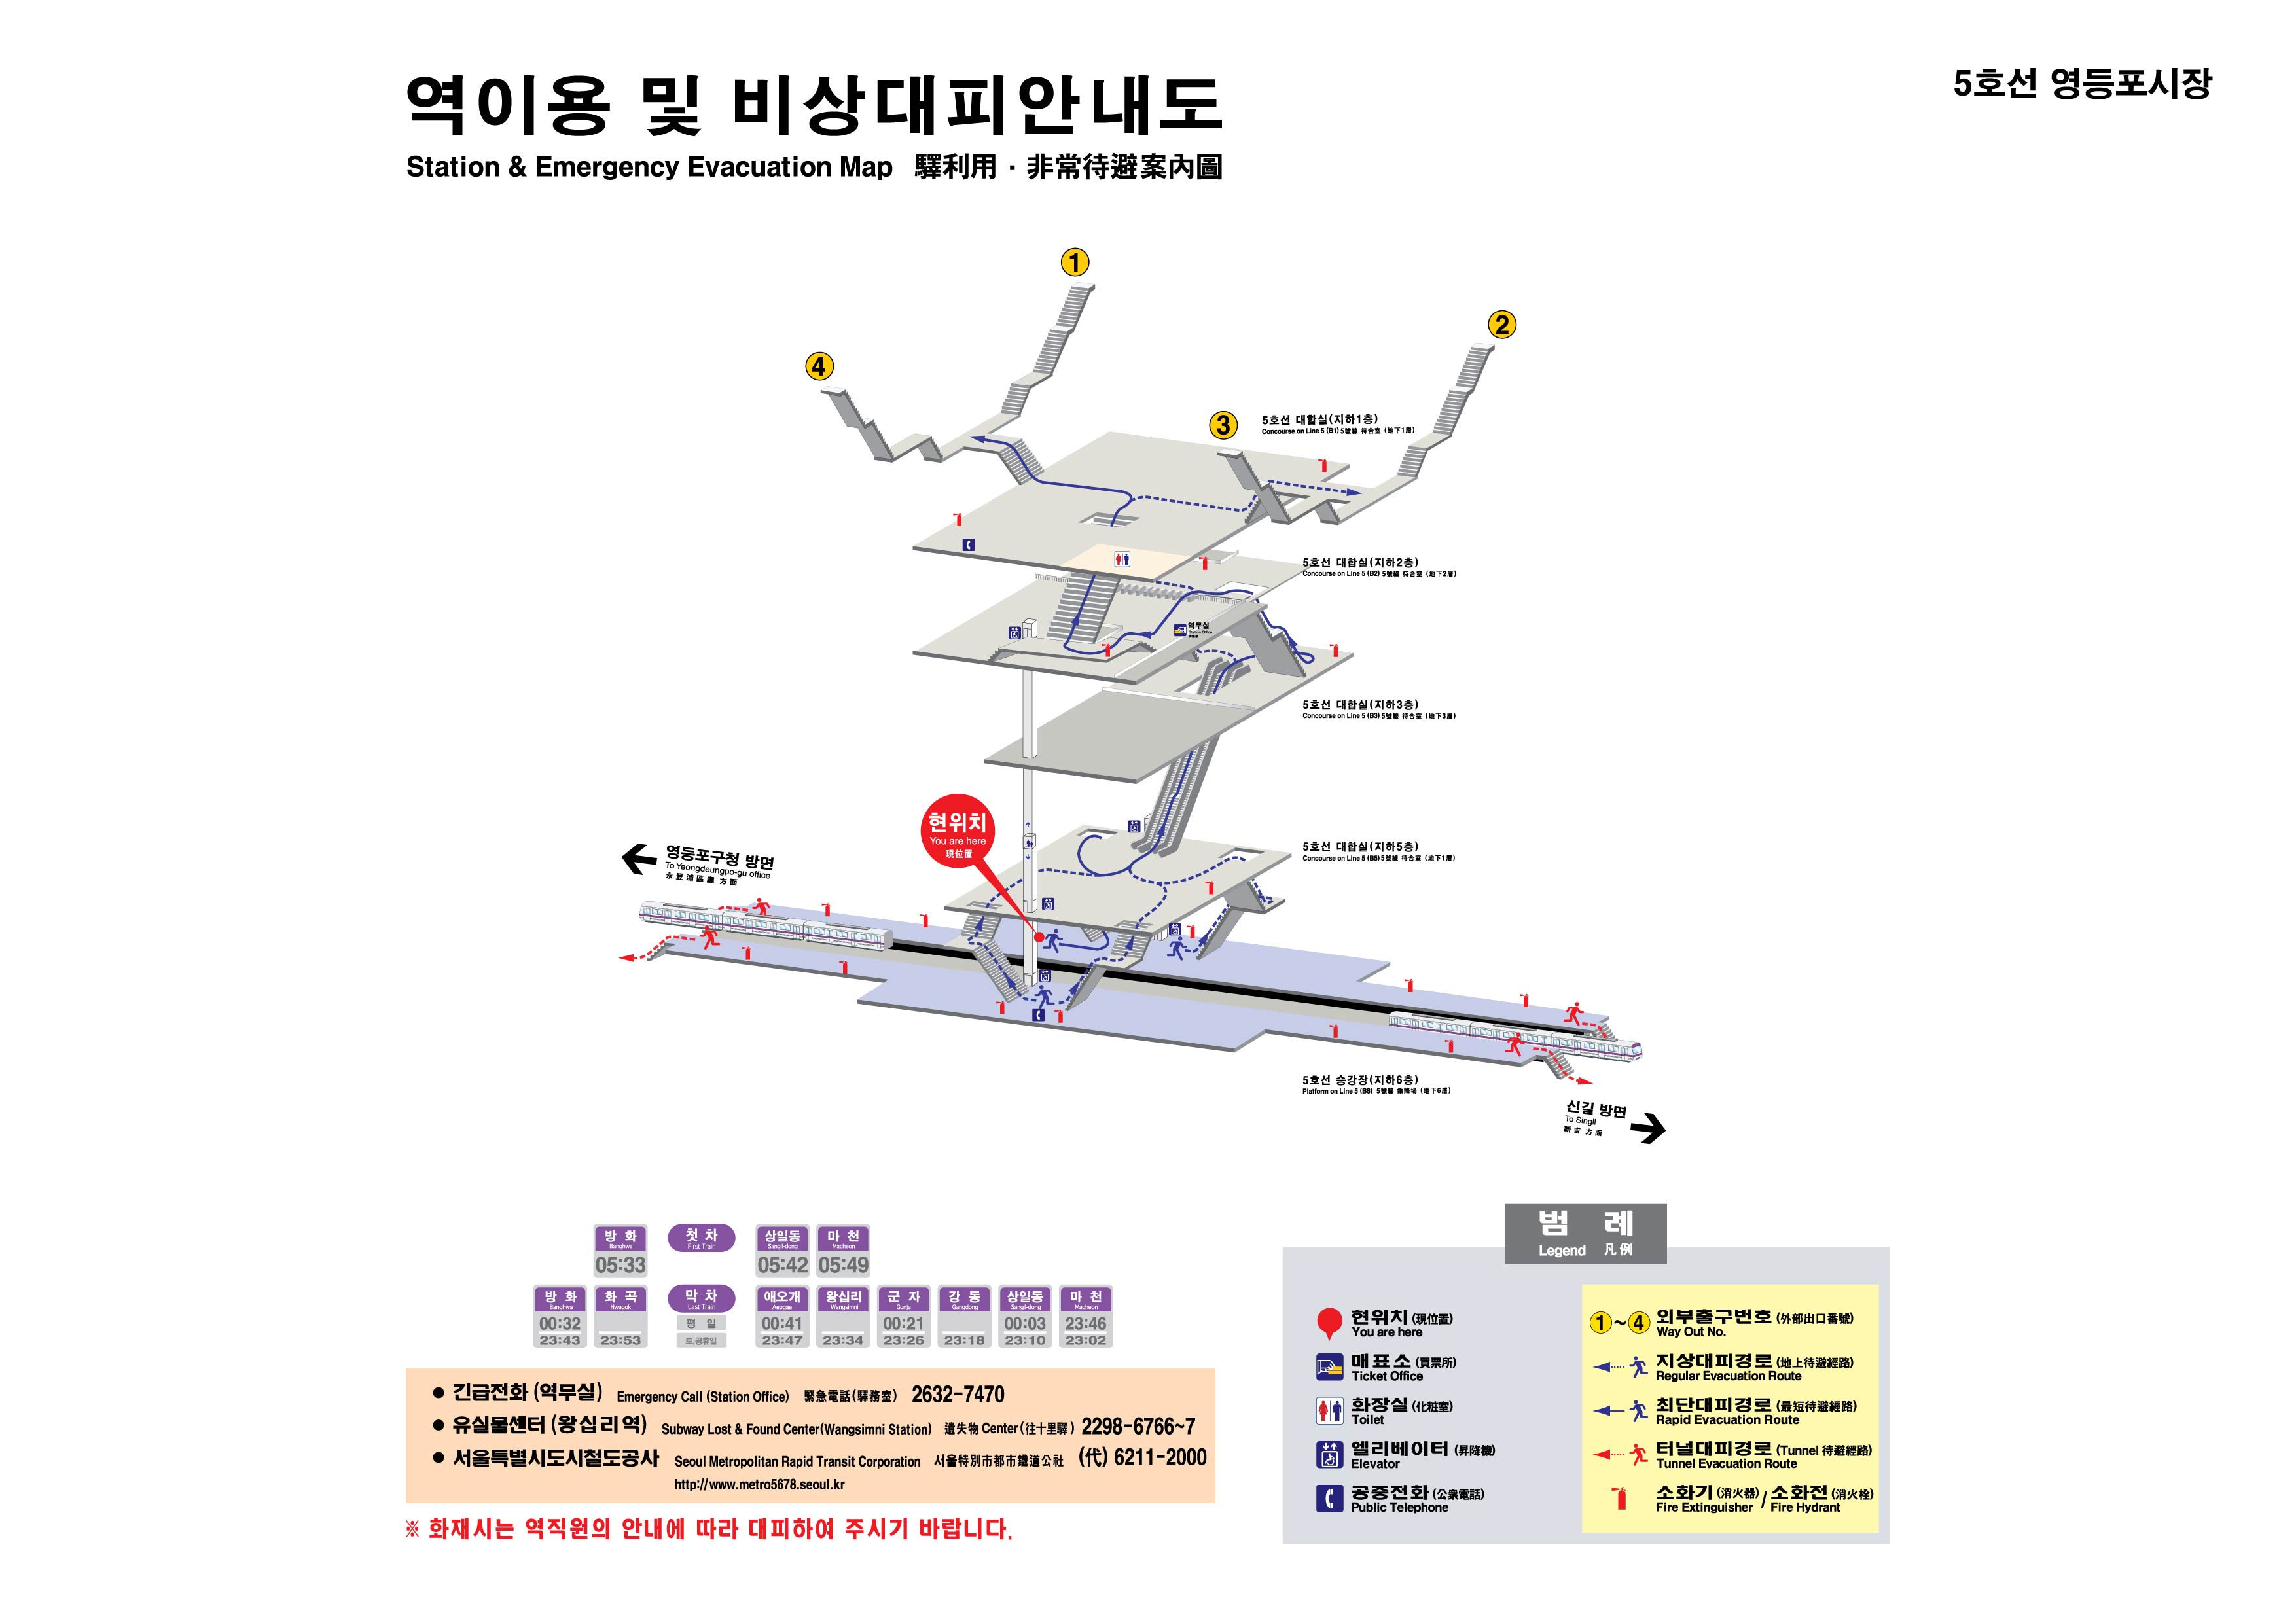 역이용 및 비상대피안내도
Station & Emergency Evacuation Map 驛利用 · 非常待避案內圖
5호선 영등포시장
1
2
4
3
5호선 대합실(지하1층)
Concourse on Line 5 (B1) 5號線 待合室 (地下1層)
5호선 대합실(지하2층)
Concourse on Line 5 (B2) 5號線 待合室 (地下2層)
역무실
Station Office
5호선 대합실(지하3층)
Concourse on Line 5 (B3) 5號線 待合室 (地下3層)
현위치
You are here
現位置
5호선 대합실(지하5층)
Concourse on Line 5 (B5) 5號線 待合室 (地下1層)
영등포구청 방면
To Yeongdeungpo-gu office
永登浦區廳 方面
5호선 승강장(지하6층)
Platform on Line 5 (B6) 5號線 乘降場 (地下6層)
신길 방면
To Singil
新吉 方面
방 화 첫 차 상일동 마 천
Banghwa First Train Sangil-dong Macheon
05:33 05:42 05:49
방 화 화 곡 막 차 애오개 왕십리 군 자 강 동 상일동 마 천
Banghwa Hwagok Last Train Aeogae Wangsimni Gunja Gangdong Sangil-dong Macheon
00:32 평 일 00:41 00:21 00:03 23:46
23:43 23:53 토,공휴일 23:47 23:34 23:26 23:18 23:10 23:02
● 긴급전화 (역무실) Emergency Call (Station Office) 緊急電話 (驛務室) 2632-7470
● 유실물센터 (왕십리역) Subway Lost & Found Center(Wangsimni Station) 遺失物 Center (往十里驛) 2298-6766~7
● 서울특별시도시철도공사 Seoul Metropolitan Rapid Transit Corporation 서울特別市都市鐵道公社 (代) 6211-2000
http://www.metro5678.seoul.kr
※ 화재시는 역직원의 안내에 따라 대피하여 주시기 바랍니다.
범 례
Legend 凡例
현위치 (現位置)
You are here
매표소 (買票所)
Ticket Office
화장실 (化粧室)
Toilet
엘리베이터 (昇降機)
Elevator
공중전화 (公衆電話)
Public Telephone
1~4 외부출구번호 (外部出口番號)
Way Out No.
지상대피경로 (地上待避經路)
Regular Evacuation Route
최단대피경로 (最短待避經路)
Rapid Evacuation Route
터널대피경로 (Tunnel 待避經路)
Tunnel Evacuation Route
소화기 (消火器) / 소화전 (消火栓)
Fire Extinguisher / Fire Hydrant